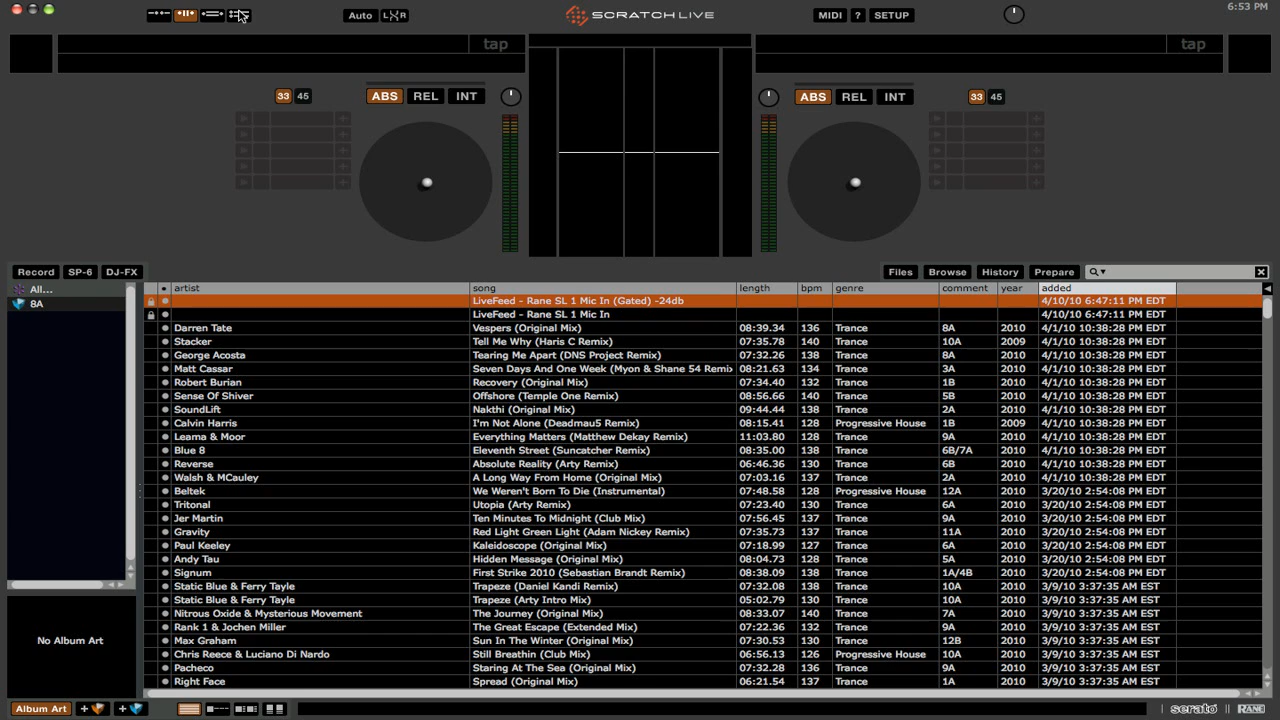 6:53 PM
Auto
SCRATCH LIVE
MIDI ? SETUP
tap
tap
33 45 ABS REL INT
ABS REL INT 33 45
Record SP-6 DJ-FX
Files Browse History Prepare
All...
8A
artist song length bpm genre comment year added
LiveFeed - Rane SL 1 Mic In (Gated) -24db 4/10/10 6:47:11 PM EDT
LiveFeed - Rane SL 1 Mic In 4/10/10 6:47:11 PM EDT
Darren Tate Vespers (Original Mix) 08:39.34 136 Trance 8A 2010 4/1/10 10:38:28 PM EDT
Stacker Tell Me Why (Haris C Remix) 07:35.78 140 Trance 10A 2009 4/1/10 10:38:28 PM EDT
George Acosta Tearing Me Apart (DNS Project Remix) 07:32.26 138 Trance 8A 2010 4/1/10 10:38:28 PM EDT
Matt Cassar Seven Days And One Week (Myon & Shane 54 Remix 08:21.63 134 Trance 3A 2010 4/1/10 10:38:28 PM EDT
Robert Burian Recovery (Original Mix) 07:34.40 132 Trance 1B 2010 4/1/10 10:38:28 PM EDT
Sense Of Shiver Offshore (Temple One Remix) 08:56.66 140 Trance 5B 2010 4/1/10 10:38:28 PM EDT
SoundLift Nakthi (Original Mix) 09:44.44 138 Trance 2A 2010 4/1/10 10:38:28 PM EDT
Calvin Harris I'm Not Alone (Deadmau5 Remix) 08:15.41 128 Progressive House 1B 2009 4/1/10 10:38:28 PM EDT
Leama & Moor Everything Matters (Matthew Dekay Remix) 11:03.80 128 Trance 9A 2010 4/1/10 10:38:28 PM EDT
Blue 8 Eleventh Street (Suncatcher Remix) 08:35.00 138 Trance 6B/7A 2010 4/1/10 10:38:28 PM EDT
Reverse Absolute Reality (Arty Remix) 06:46.36 130 Trance 6B 2010 4/1/10 10:38:28 PM EDT
Walsh & MCauley A Long Way From Home (Original Mix) 07:03.16 137 Trance 2A 2010 4/1/10 10:38:28 PM EDT
Beltek We Weren't Born To Die (Instrumental) 07:48.58 128 Progressive House 12A 2010 3/20/10 2:54:08 PM EDT
Tritonal Utopia (Arty Remix) 07:23.40 130 Trance 6A 2010 3/20/10 2:54:08 PM EDT
Jer Martin Ten Minutes To Midnight (Club Mix) 07:56.45 137 Trance 9A 2010 3/20/10 2:54:08 PM EDT
Gravity Red Light Green Light (Adam Nickey Remix) 07:35.73 137 Trance 11A 2010 3/20/10 2:54:08 PM EDT
Paul Keeley Kaleidoscope (Original Mix) 07:18.99 127 Trance 6A 2010 3/20/10 2:54:08 PM EDT
Andy Tau Hidden Message (Original Mix) 08:04.73 138 Trance 5A 2010 3/20/10 2:54:08 PM EDT
Signum First Strike 2010 (Sebastian Brandt Remix) 08:38.09 138 Trance 1A/4B 2010 3/20/10 2:54:08 PM EDT
Static Blue & Ferry Tayle Trapeze (Daniel Kandi Remix) 07:32.08 138 Trance 10A 2010 3/9/10 3:37:35 AM EST
Static Blue & Ferry Tayle Trapeze (Arty Intro Mix) 05:02.79 130 Trance 10A 2010 3/9/10 3:37:35 AM EST
Nitrous Oxide & Mysterious Movement The Journey (Original Mix) 08:33.07 140 Trance 7A 2010 3/9/10 3:37:35 AM EST
Rank 1 & Jochen Miller The Great Escape (Extended Mix) 07:22.36 132 Trance 9A 2010 3/9/10 3:37:35 AM EST
Max Graham Sun In The Winter (Original Mix) 07:30.53 130 Trance 12B 2010 3/9/10 3:37:35 AM EST
Chris Reece & Luciano Di Nardo Still Breathin (Club Mix) 06:56.13 128 Progressive House 10A 2010 3/9/10 3:37:35 AM EST
Pacheco Staring At The Sea (Original Mix) 07:32.28 136 Trance 9A 2010 3/9/10 3:37:35 AM EST
Right Face Spread (Original Mix) 06:21.54 137 Trance 1A 2010 3/9/10 3:37:35 AM EST
No Album Art
Album Art
serato RANE